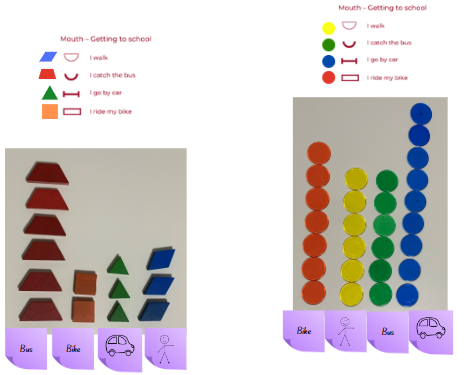 Mouth – Getting to school
I walk
I catch the bus
I go by car
I ride my bike
Bus
Bike
Mouth – Getting to school
I walk
I catch the bus
I go by car
I ride my bike
Bike
Bus